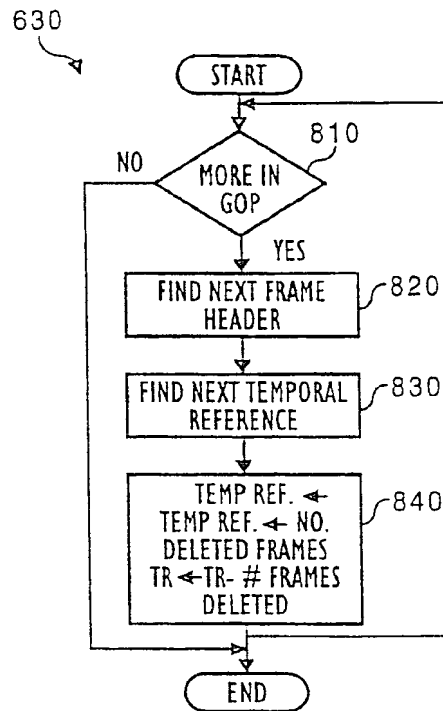 630
START
810
NO
MORE IN
GOP
YES
FIND NEXT FRAME
HEADER
820
FIND NEXT TEMPORAL
REFERENCE
830
TEMP REF. ←
TEMP REF. ← NO.
DELETED FRAMES
TR ← TR- # FRAMES
DELETED
840
END